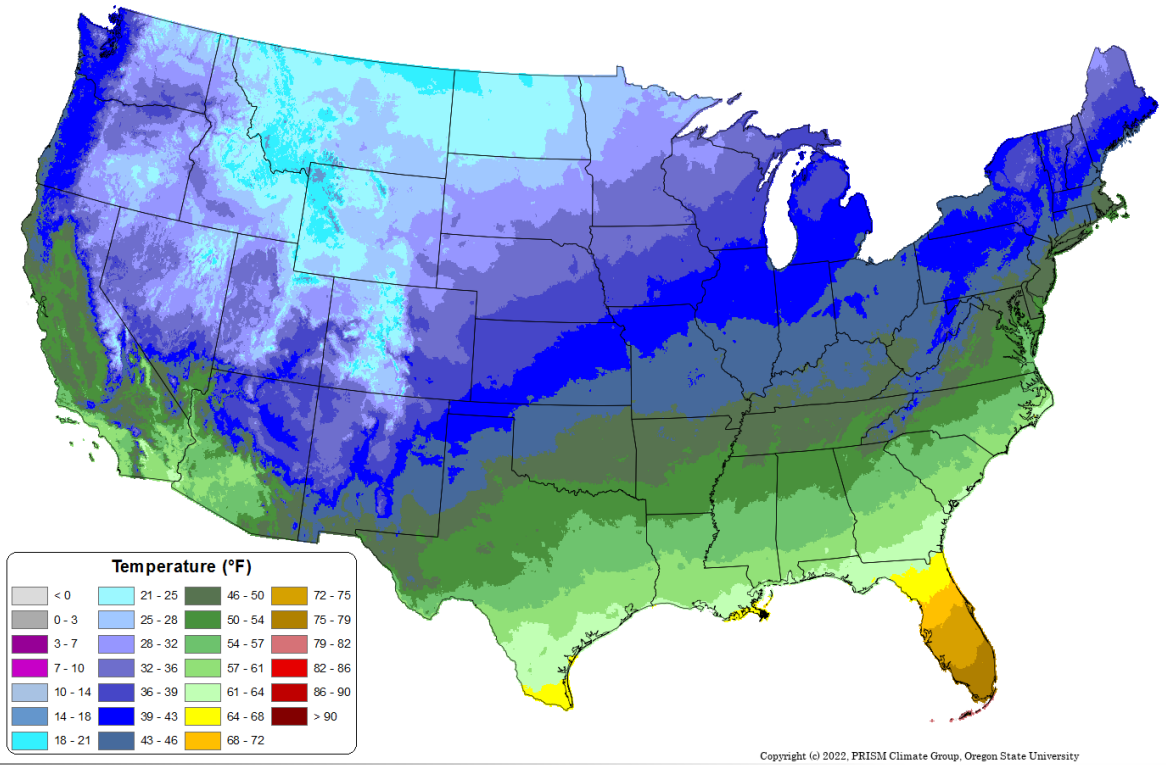 Temperature (°F)
< 0 21 - 25 46 - 50 72 - 75
0 - 3 25 - 28 50 - 54 75 - 79
3 - 7 28 - 32 54 - 57 79 - 82
7 - 10 32 - 36 57 - 61 82 - 86
10 - 14 36 - 39 61 - 64 86 - 90
14 - 18 39 - 43 64 - 68 > 90
18 - 21 43 - 46 68 - 72
Copyright (c) 2022, PRISM Climate Group, Oregon State University